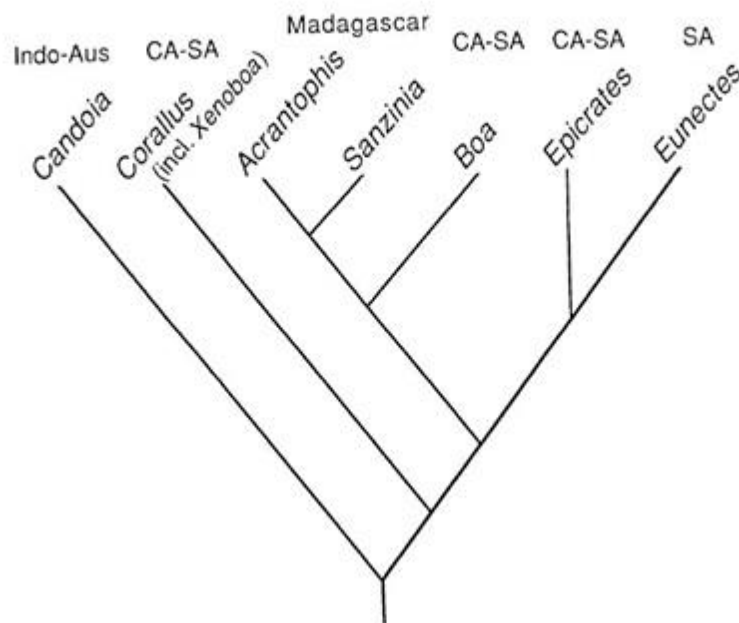 Indo-Aus
CA-SA
Madagascar
CA-SA
CA-SA
SA
Candoia
Corallus
(incl. Xenoboa)
Acrantophis
Sanzinia
Boa
Epicrates
Eunectes